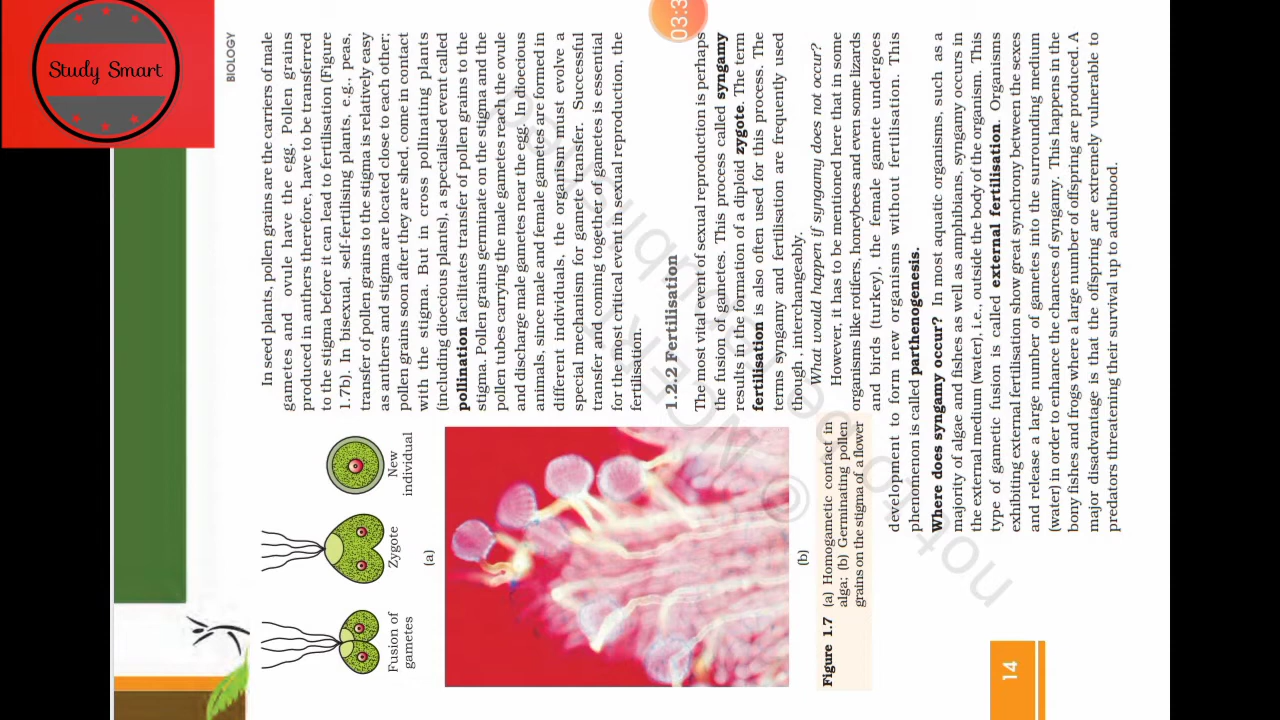 Study Smart
03:3
BIOLOGY
In seed plants, pollen grains are the carriers of male
gametes and ovule have the egg. Pollen grains
produced in anthers therefore, have to be transferred
to the stigma before it can lead to fertilisation (Figure
1.7b). In bisexual, self-fertilising plants, e.g., peas,
transfer of pollen grains to the stigma is relatively easy
as anthers and stigma are located close to each other;
pollen grains soon after they are shed, come in contact
with the stigma. But in cross pollinating plants
(including dioecious plants), a specialised event called
pollination facilitates transfer of pollen grains to the
stigma. Pollen grains germinate on the stigma and the
pollen tubes carrying the male gametes reach the ovule
and discharge male gametes near the egg. In dioecious
animals, since male and female gametes are formed in
different individuals, the organism must evolve a
special mechanism for gamete transfer. Successful
transfer and coming together of gametes is essential
for the most critical event in sexual reproduction, the
fertilisation.
1.2.2 Fertilisation
The most vital event of sexual reproduction is perhaps
the fusion of gametes. This process called syngamy
results in the formation of a diploid zygote. The term
fertilisation is also often used for this process. The
terms syngamy and fertilisation are frequently used
though , interchangeably.
What would happen if syngamy does not occur?
However, it has to be mentioned here that in some
organisms like rotifers, honeybees and even some lizards
and birds (turkey), the female gamete undergoes
development to form new organisms without fertilisation. This
phenomenon is called parthenogenesis.
Where does syngamy occur? In most aquatic organisms, such as a
majority of algae and fishes as well as amphibians, syngamy occurs in
the external medium (water), i.e., outside the body of the organism. This
type of gametic fusion is called external fertilisation. Organisms
exhibiting external fertilisation show great synchrony between the sexes
and release a large number of gametes into the surrounding medium
(water) in order to enhance the chances of syngamy. This happens in the
bony fishes and frogs where a large number of offspring are produced. A
major disadvantage is that the offspring are extremely vulnerable to
predators threatening their survival up to adulthood.
Fusion of
gametes
Zygote
New
individual
(a)
(b)
Figure 1.7 (a) Homogametic contact in
alga; (b) Germinating pollen
grains on the stigma of a flower
14
© NCERT
not to be republished